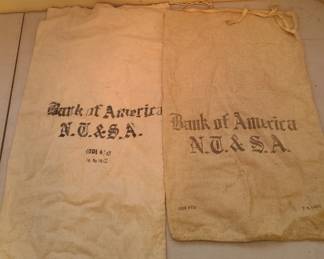 Bank of America
N.T.&S.A.
Bank of America
N.T.& S.A.